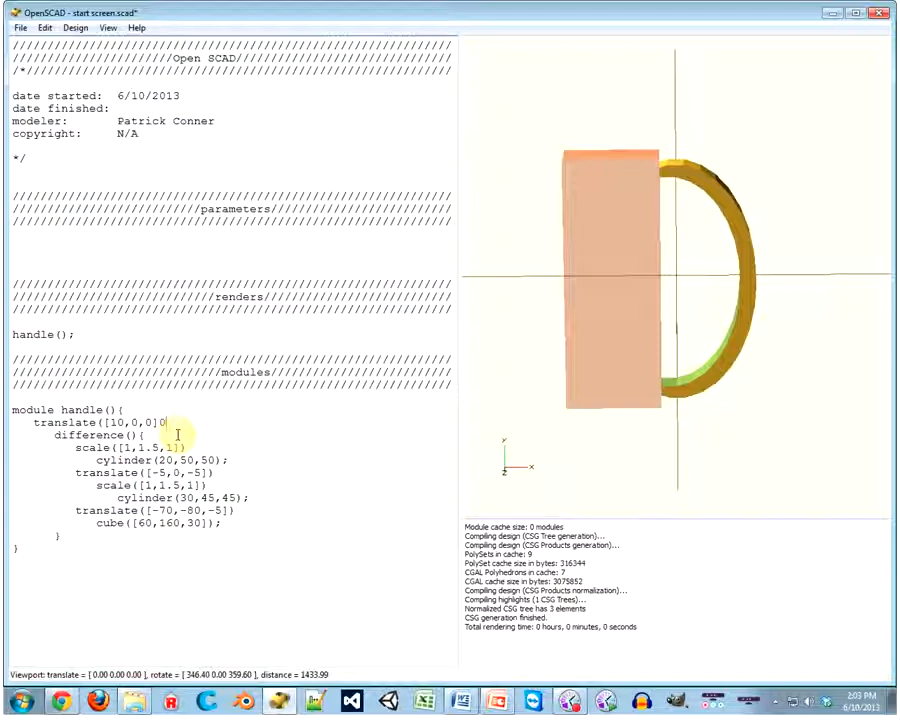 OpenSCAD - start screen.scad*
File Edit Design View Help
////////////////////////////////////////////////////////////////
///////////////////////Open SCAD///////////////////////////////
/*//////////////////////////////////////////////////////////////
date started: 6/10/2013
date finished:
modeler: Patrick Conner
copyright: N/A
*/
////////////////////////////////////////////////////////////////
///////////////////////////parameters//////////////////////////
////////////////////////////////////////////////////////////////
////////////////////////////////////////////////////////////////
/////////////////////////////renders///////////////////////////
////////////////////////////////////////////////////////////////
handle();
////////////////////////////////////////////////////////////////
//////////////////////////////modules//////////////////////////
////////////////////////////////////////////////////////////////
module handle(){
translate([10,0,0]0
difference(){
scale([1,1.5,1])
cylinder(20,50,50);
translate([-5,0,-5])
scale([1,1.5,1])
cylinder(30,45,45);
translate([-70,-80,-5])
cube([60,160,30]);
}
}
Y
X
Z
Module cache size: 0 modules
Compiling design (CSG Tree generation)...
Compiling design (CSG Products generation)...
PolySets in cache: 9
PolySet cache size in bytes: 316344
CGAL Polyhedrons in cache: 7
CGAL cache size in bytes: 3075852
Compiling design (CSG Products normalization)...
Compiling highlights (1 CSG Trees)...
Normalized CSG tree has 3 elements
CSG generation finished.
Total rendering time: 0 hours, 0 minutes, 0 seconds
Viewport: translate = [ 0.00 0.00 0.00 ], rotate = [ 346.40 0.00 359.60 ], distance = 1433.99
2:03 PM
6/10/2013